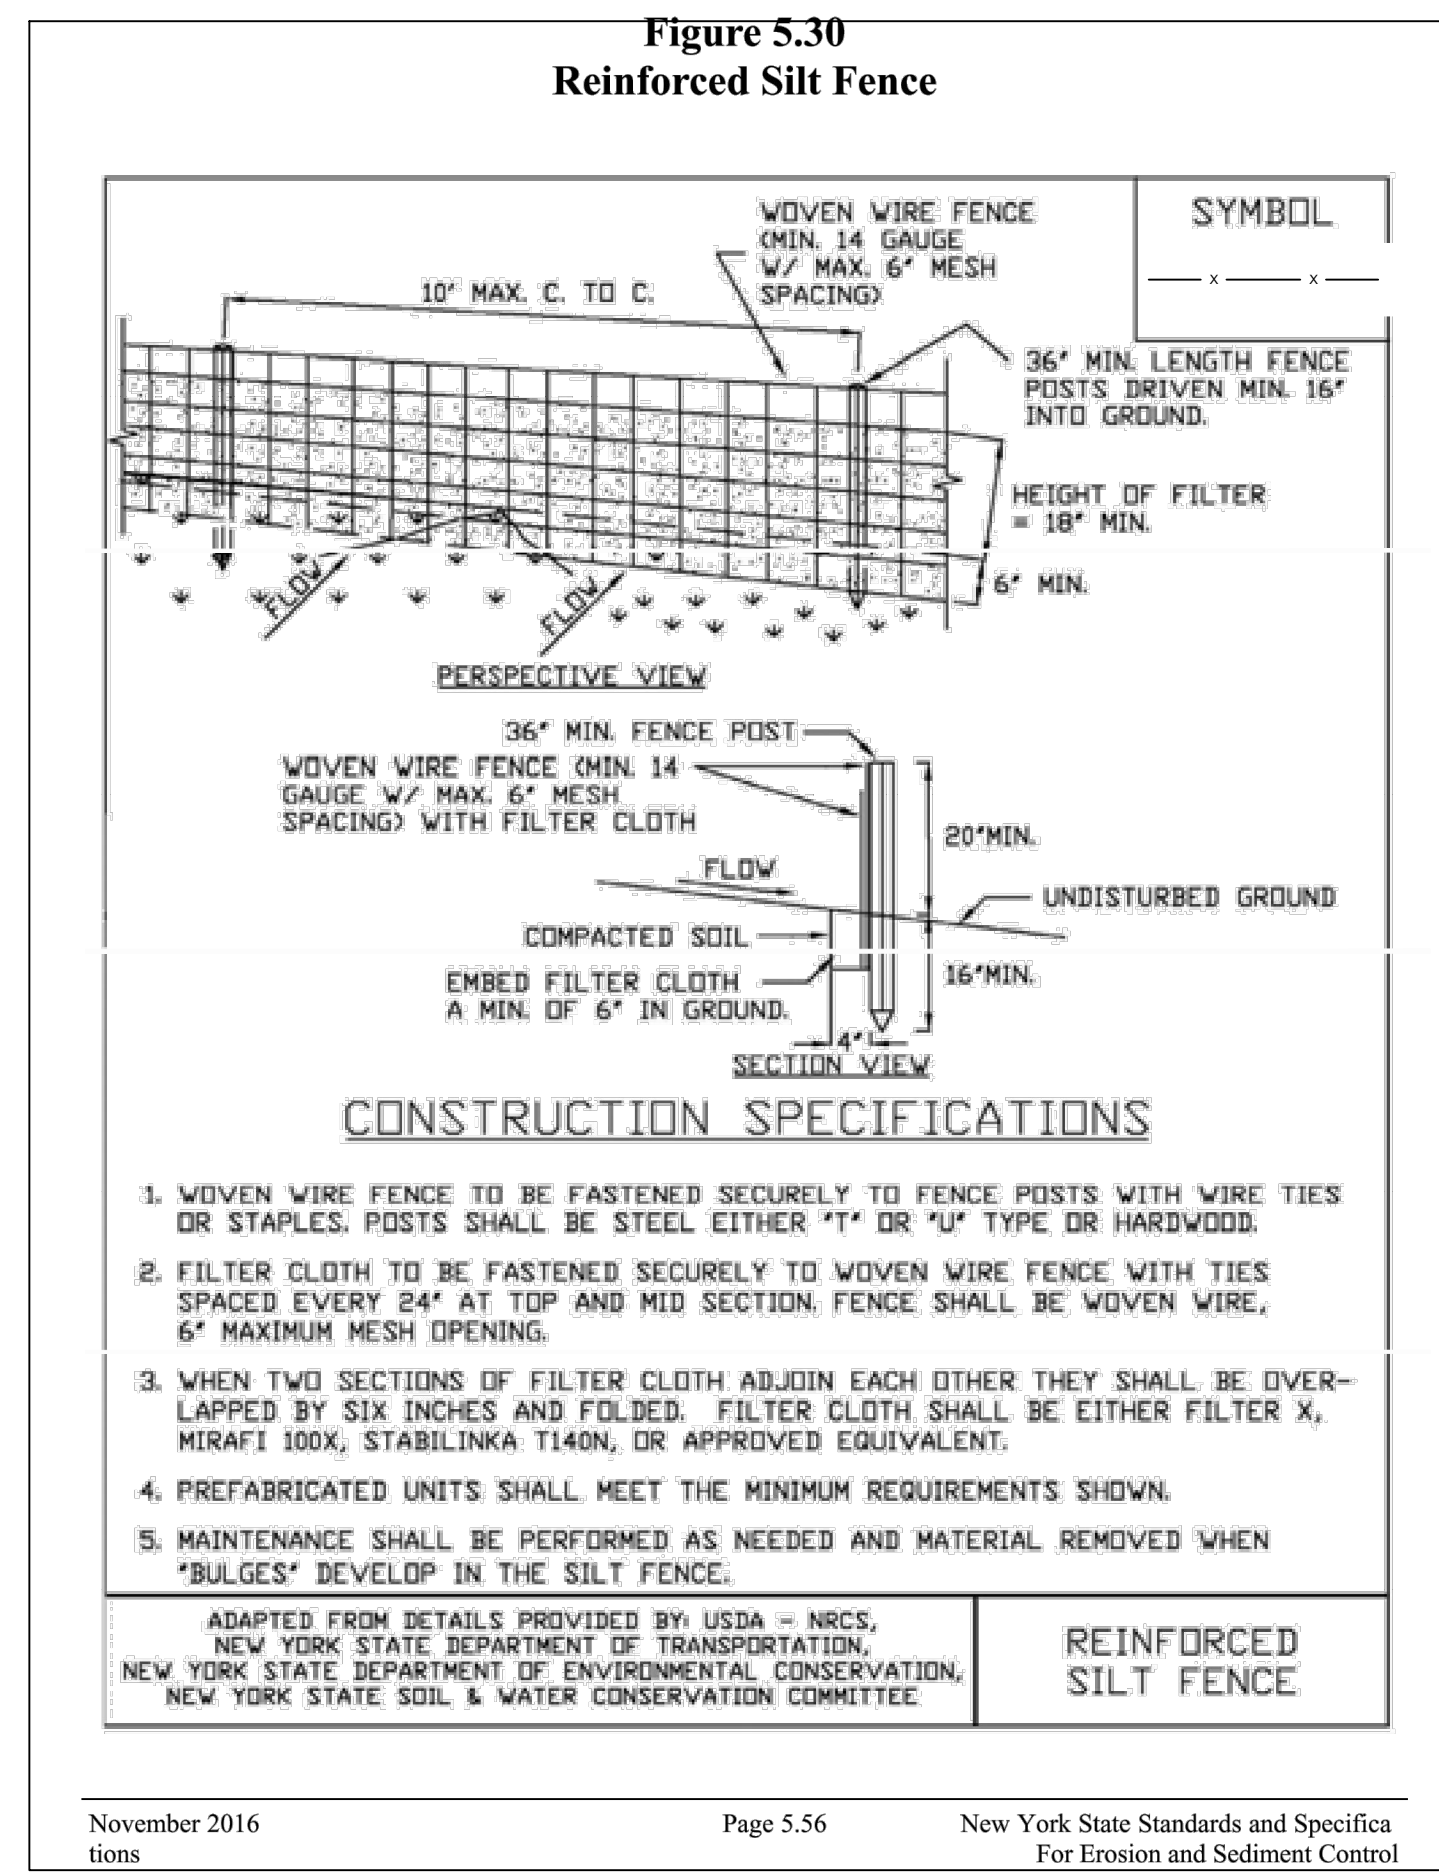 Figure 5.30
Reinforced Silt Fence
SYMBOL
x x
WOVEN WIRE FENCE
(MIN. 14 GAUGE
W/ MAX. 6" MESH
SPACING)
10' MAX. C. TO C.
36" MIN. LENGTH FENCE
POSTS DRIVEN MIN. 16"
INTO GROUND.
HEIGHT OF FILTER
= 18" MIN.
6" MIN.
FLOW
FLOW
PERSPECTIVE VIEW
36" MIN. FENCE POST
WOVEN WIRE FENCE (MIN. 14
GAUGE W/ MAX. 6" MESH
SPACING) WITH FILTER CLOTH
20"MIN.
FLOW
UNDISTURBED GROUND
COMPACTED SOIL
EMBED FILTER CLOTH
A MIN. OF 6" IN GROUND.
16"MIN.
4"
SECTION VIEW
CONSTRUCTION SPECIFICATIONS
1. WOVEN WIRE FENCE TO BE FASTENED SECURELY TO FENCE POSTS WITH WIRE TIES
OR STAPLES. POSTS SHALL BE STEEL EITHER "T" OR "U" TYPE OR HARDWOOD.
2. FILTER CLOTH TO BE FASTENED SECURELY TO WOVEN WIRE FENCE WITH TIES
SPACED EVERY 24" AT TOP AND MID SECTION. FENCE SHALL BE WOVEN WIRE,
6" MAXIMUM MESH OPENING.
3. WHEN TWO SECTIONS OF FILTER CLOTH ADJOIN EACH OTHER THEY SHALL BE OVER-
LAPPED BY SIX INCHES AND FOLDED. FILTER CLOTH SHALL BE EITHER FILTER X,
MIRAFI 100X, STABILINKA T140N, OR APPROVED EQUIVALENT.
4. PREFABRICATED UNITS SHALL MEET THE MINIMUM REQUIREMENTS SHOWN.
5. MAINTENANCE SHALL BE PERFORMED AS NEEDED AND MATERIAL REMOVED WHEN
"BULGES" DEVELOP IN THE SILT FENCE.
ADAPTED FROM DETAILS PROVIDED BY: USDA - NRCS,
NEW YORK STATE DEPARTMENT OF TRANSPORTATION,
NEW YORK STATE DEPARTMENT OF ENVIRONMENTAL CONSERVATION,
NEW YORK STATE SOIL & WATER CONSERVATION COMMITTEE
REINFORCED
SILT FENCE
November 2016 Page 5.56 New York State Standards and Specifica
tions For Erosion and Sediment Control